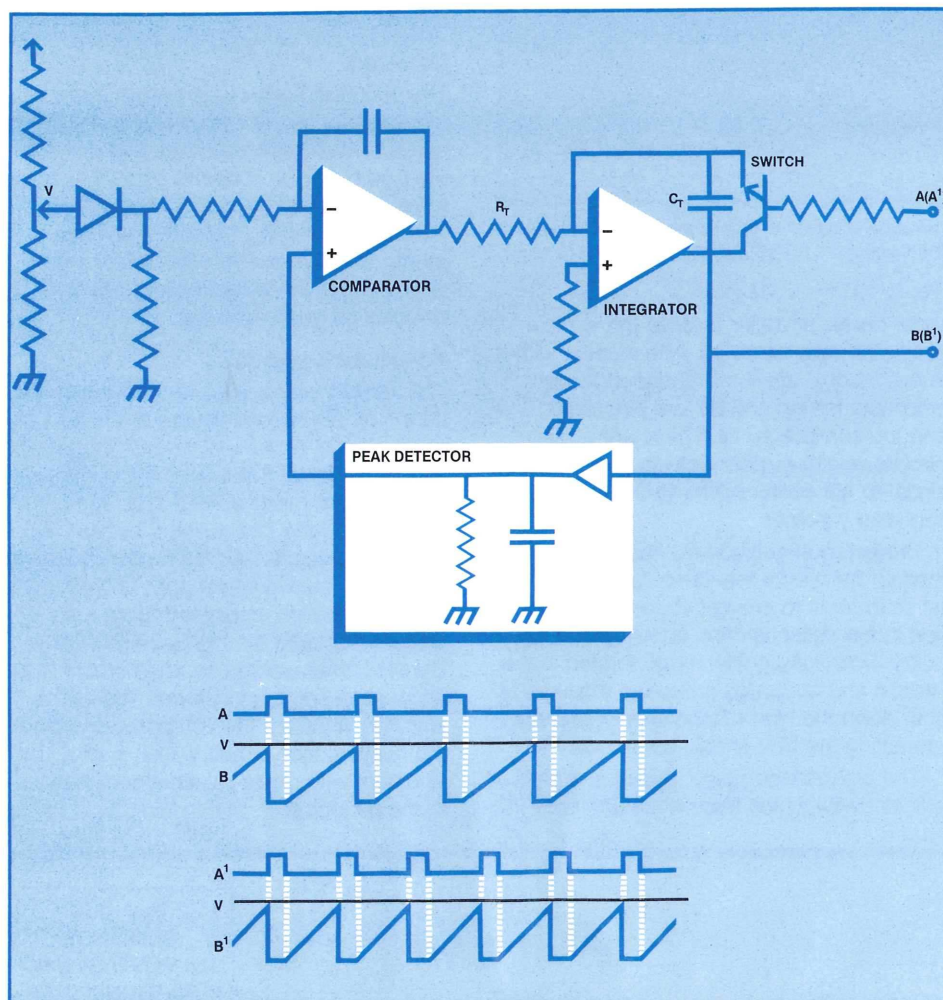 V
R_T
C_T
SWITCH
A(A¹
−
+
COMPARATOR
−
+
INTEGRATOR
B(B¹)
PEAK DETECTOR
A
V
B
A¹
V
B¹